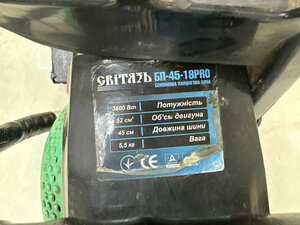 СВІТЯЗЬ БП-45-18PRO
БЕНЗИНОВА ЛАНЦЮГОВА ПИЛА
3800 Вт Потужність
52 см³ Об'єм двигуна
45 см Довжина шини
5,5 кг Вага
CE